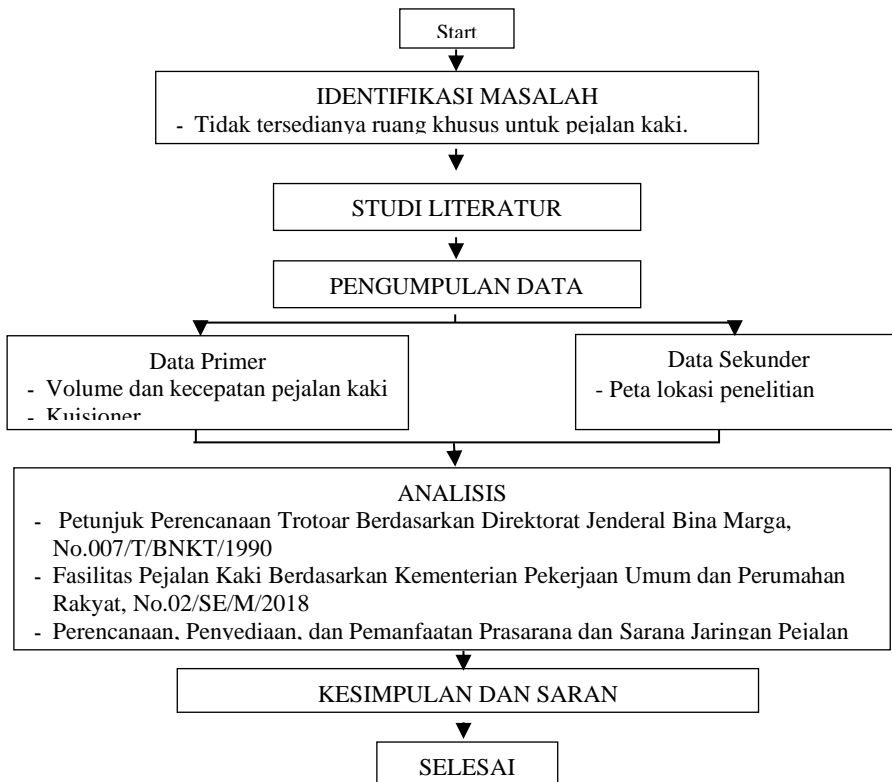 Start
IDENTIFIKASI MASALAH
- Tidak tersedianya ruang khusus untuk pejalan kaki.
STUDI LITERATUR
PENGUMPULAN DATA
Data Primer
- Volume dan kecepatan pejalan kaki
- Kuisioner
Data Sekunder
- Peta lokasi penelitian
ANALISIS
- Petunjuk Perencanaan Trotoar Berdasarkan Direktorat Jenderal Bina Marga,
No.007/T/BNKT/1990
- Fasilitas Pejalan Kaki Berdasarkan Kementerian Pekerjaan Umum dan Perumahan
Rakyat, No.02/SE/M/2018
- Perencanaan, Penyediaan, dan Pemanfaatan Prasarana dan Sarana Jaringan Pejalan
KESIMPULAN DAN SARAN
SELESAI